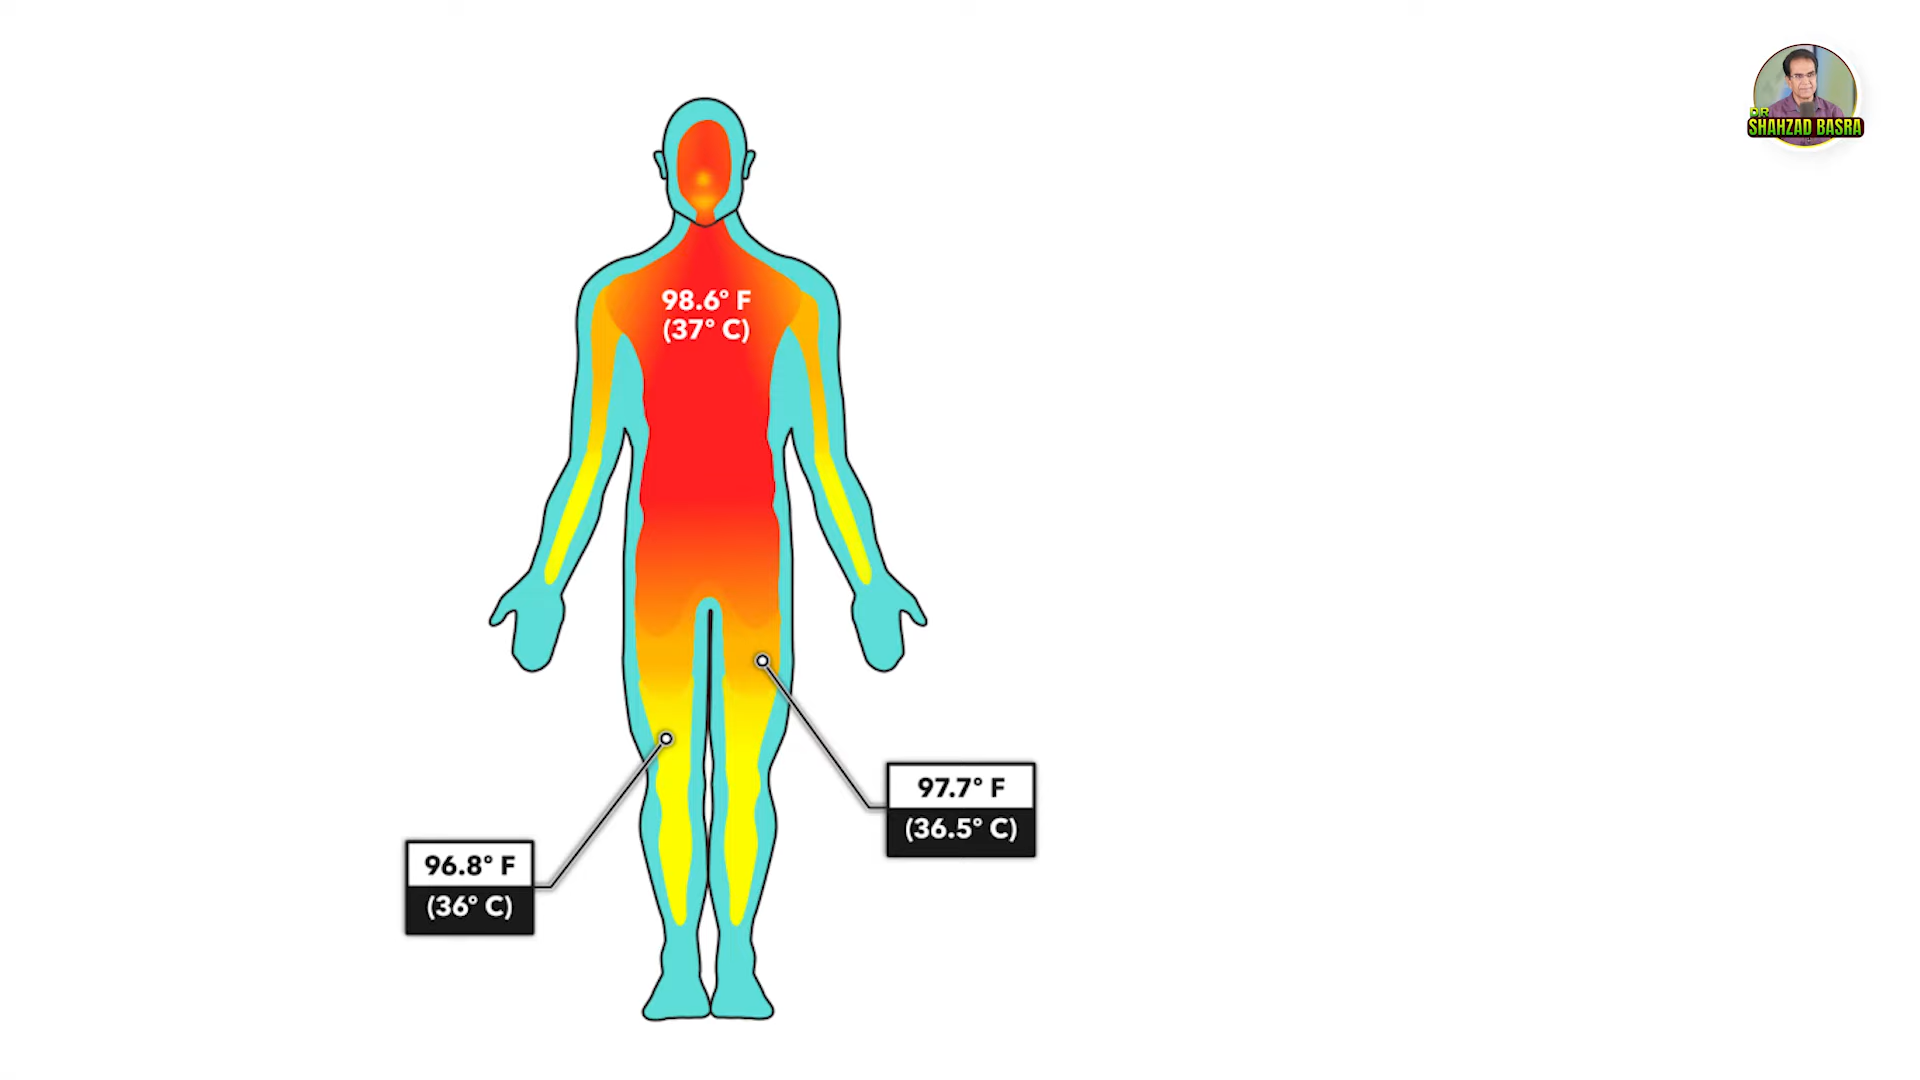 DR
SHAHZAD BASRA
98.6° F
(37° C)
97.7° F
(36.5° C)
96.8° F
(36° C)